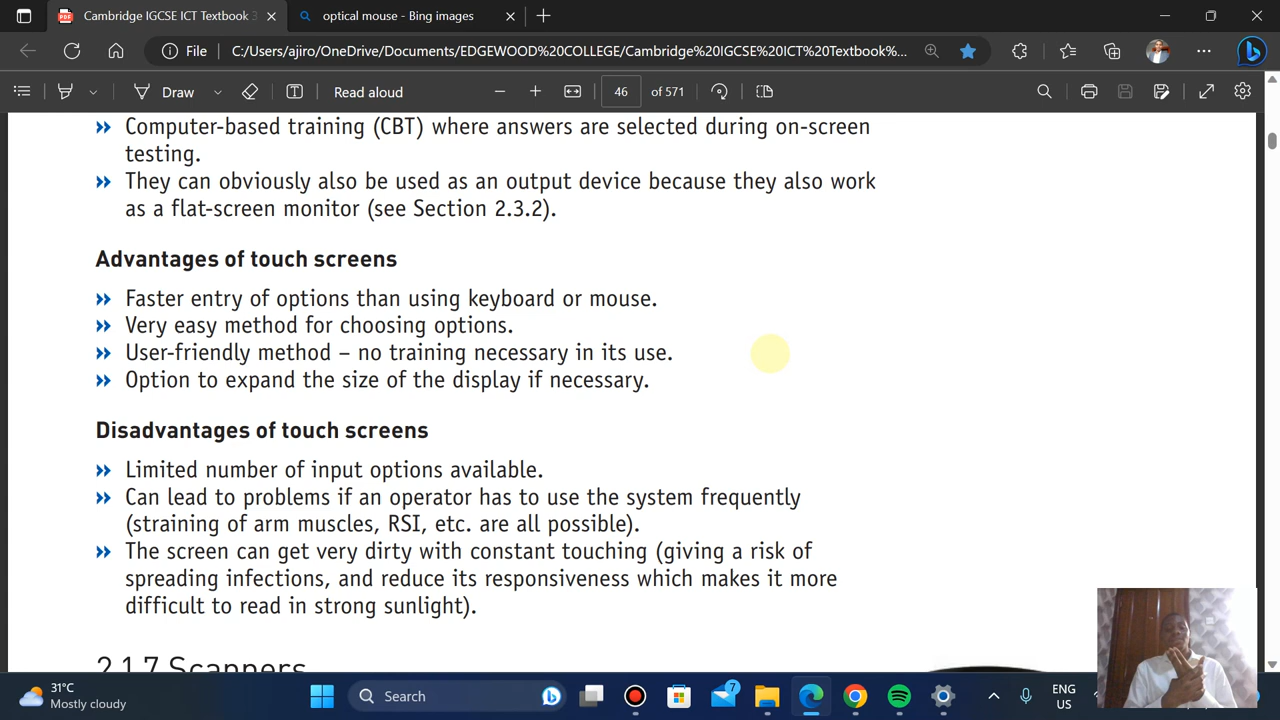 Cambridge IGCSE ICT Textbook 3
optical mouse - Bing images
File
C:/Users/ajiro/OneDrive/Documents/EDGEWOOD%20COLLEGE/Cambridge%20IGCSE%20ICT%20Textbook%...
Draw
Read aloud
46 of 571
» Computer-based training (CBT) where answers are selected during on-screen
testing.
» They can obviously also be used as an output device because they also work
as a flat-screen monitor (see Section 2.3.2).
Advantages of touch screens
» Faster entry of options than using keyboard or mouse.
» Very easy method for choosing options.
» User-friendly method – no training necessary in its use.
» Option to expand the size of the display if necessary.
Disadvantages of touch screens
» Limited number of input options available.
» Can lead to problems if an operator has to use the system frequently
(straining of arm muscles, RSI, etc. are all possible).
» The screen can get very dirty with constant touching (giving a risk of
spreading infections, and reduce its responsiveness which makes it more
difficult to read in strong sunlight).
2.1.7 Scanners
31°C
Mostly cloudy
Search
7
ENG
US